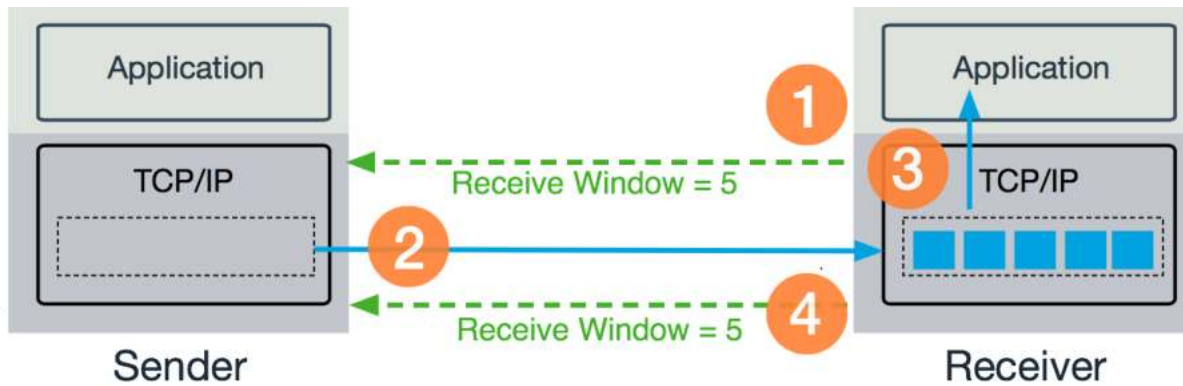 Application
Application
1
Receive Window = 5
3
TCP/IP
TCP/IP
2
4
Receive Window = 5
Sender
Receiver